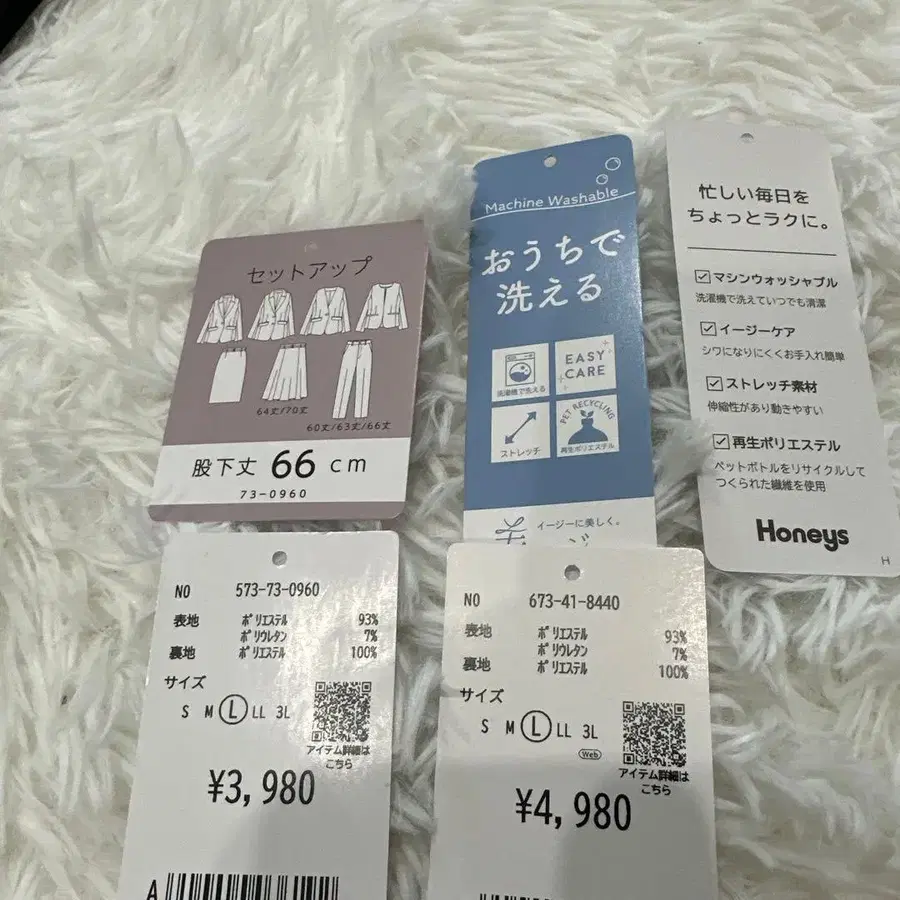 セットアップ
64丈/70丈
60丈/63丈/66丈
股下丈 66 cm
73-0960
Machine Washable
おうちで
洗える
洗濯機で洗える
EASY
CARE
ストレッチ
PET RECYCLING
再生ポリエステル
イージーに美しく。
忙しい毎日を
ちょっとラクに。
マシンウォッシャブル
洗濯機で洗えていつでも清潔
イージーケア
シワになりにくくお手入れ簡単
ストレッチ素材
伸縮性があり動きやすい
再生ポリエステル
ペットボトルをリサイクルして
つくられた繊維を使用
Honeys
H
NO 573-73-0960
表地 ポリエステル 93%
ポリウレタン 7%
裏地 ポリエステル 100%
サイズ
S M L LL 3L
アイテム詳細は
こちら
¥3,980
A
NO 673-41-8440
表地 ポリエステル 93%
ポリウレタン 7%
裏地 ポリエステル 100%
サイズ
S M L LL 3L
Web
アイテム詳細は
こちら
¥4,980